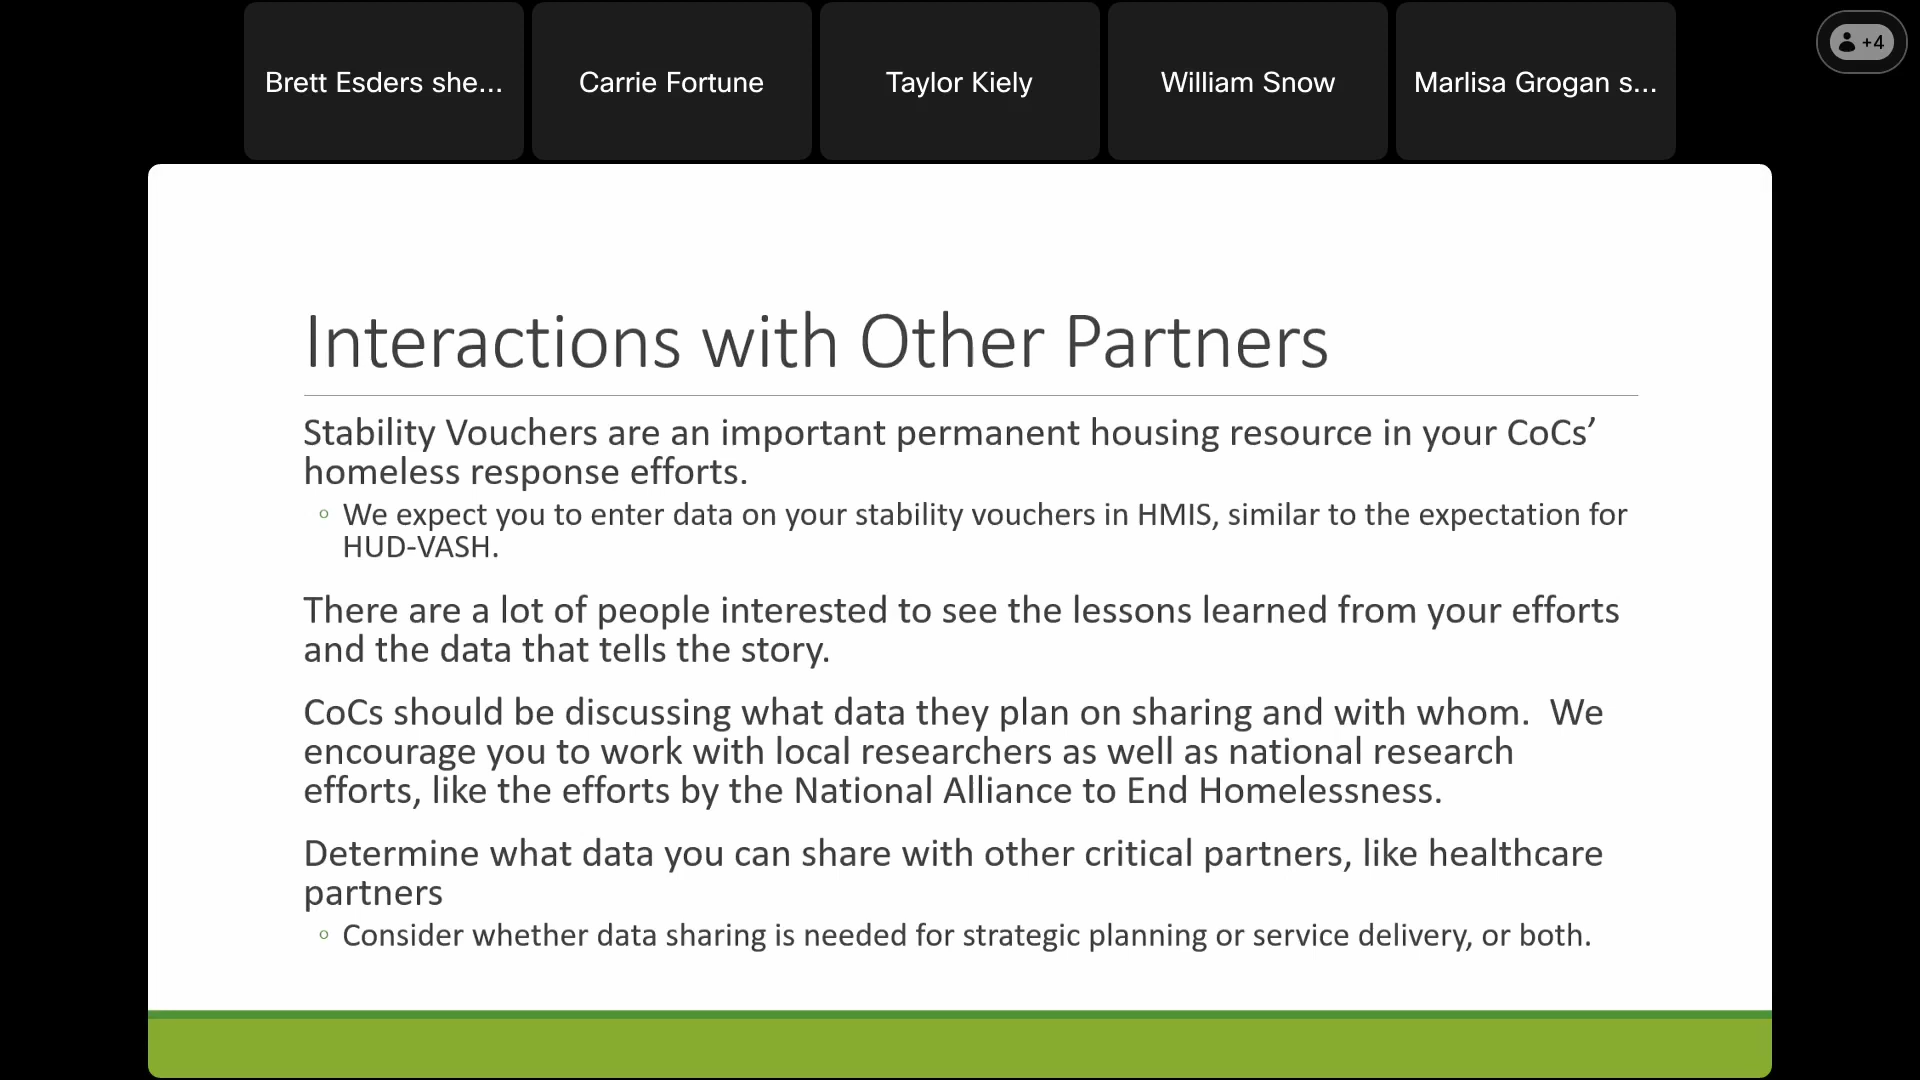 Brett Esders she...
Carrie Fortune
Taylor Kiely
William Snow
Marlisa Grogan s...
+4
Interactions with Other Partners
Stability Vouchers are an important permanent housing resource in your CoCs’
homeless response efforts.
◦ We expect you to enter data on your stability vouchers in HMIS, similar to the expectation for
HUD-VASH.
There are a lot of people interested to see the lessons learned from your efforts
and the data that tells the story.
CoCs should be discussing what data they plan on sharing and with whom.  We
encourage you to work with local researchers as well as national research
efforts, like the efforts by the National Alliance to End Homelessness.
Determine what data you can share with other critical partners, like healthcare
partners
◦ Consider whether data sharing is needed for strategic planning or service delivery, or both.